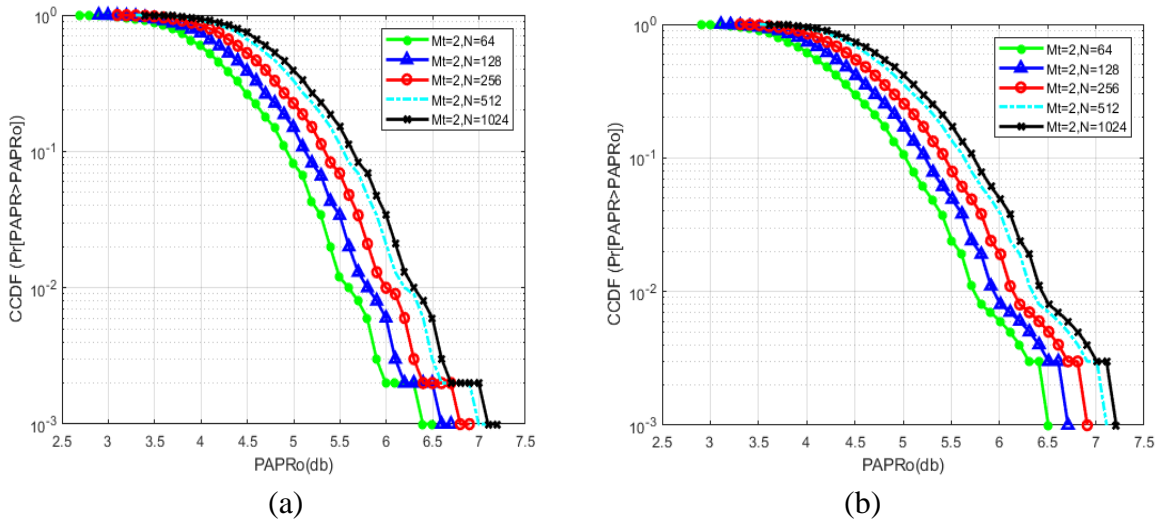 10^0
10^-1
10^-2
10^-3
CCDF (Pr[PAPR>PAPRo])
2.5 3 3.5 4 4.5 5 5.5 6 6.5 7 7.5
PAPRo(db)
Mt=2,N=64
Mt=2,N=128
Mt=2,N=256
Mt=2,N=512
Mt=2,N=1024
(a)
10^0
10^-1
10^-2
10^-3
CCDF (Pr[PAPR>PAPRo])
3 3.5 4 4.5 5 5.5 6 6.5 7 7.5
PAPRo(db)
Mt=2,N=64
Mt=2,N=128
Mt=2,N=256
Mt=2,N=512
Mt=2,N=1024
(b)